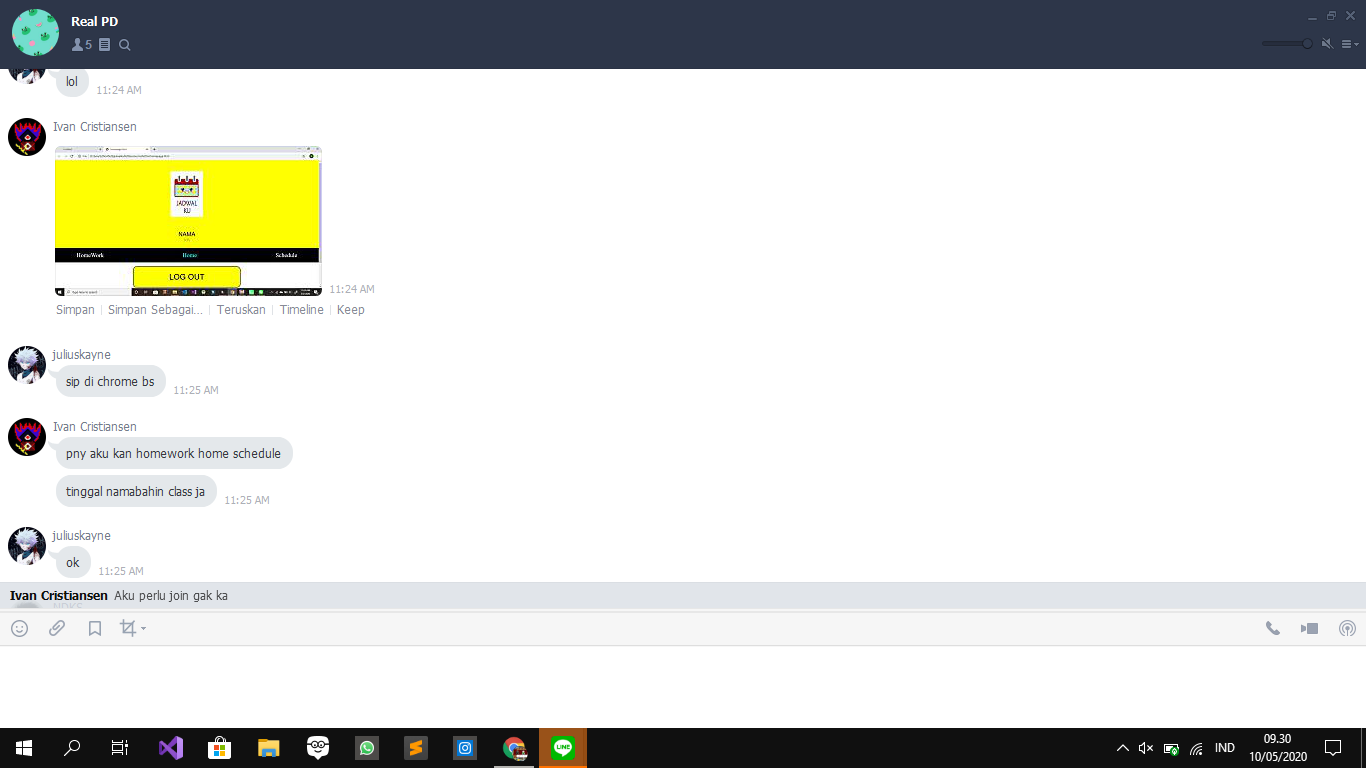 Real PD
5
lol
11:24 AM
Ivan Cristiansen
JADWAL
KU
NAMA
HomeWork
Home
Schedule
LOG OUT
11:24 AM
Simpan
Simpan Sebagai...
Teruskan
Timeline
Keep
juliuskayne
sip di chrome bs
11:25 AM
Ivan Cristiansen
pny aku kan homework home schedule
tinggal namabahin class ja
11:25 AM
juliuskayne
ok
11:25 AM
Ivan Cristiansen Aku perlu join gak ka
LINE
IND
09.30
10/05/2020